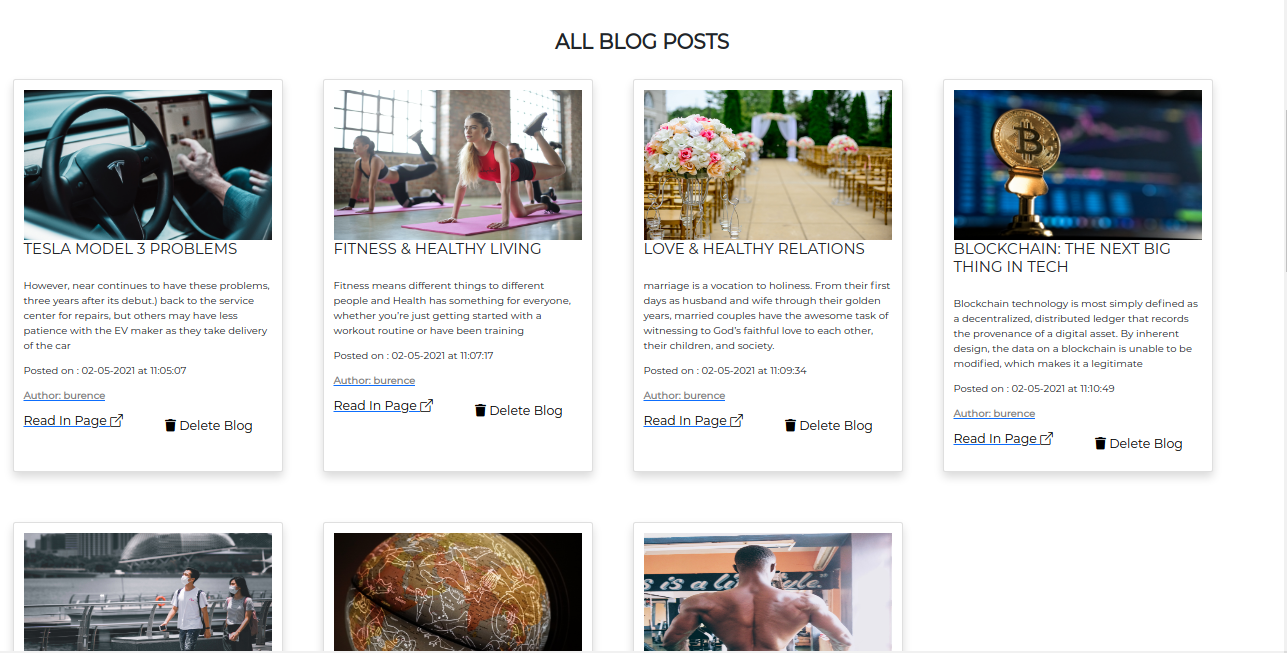 ALL BLOG POSTS
TESLA MODEL 3 PROBLEMS
However, near continues to have these problems,
three years after its debut.) back to the service
center for repairs, but others may have less
patience with the EV maker as they take delivery
of the car
Posted on : 02-05-2021 at 11:05:07
Author: burence
Read In Page
Delete Blog
FITNESS & HEALTHY LIVING
Fitness means different things to different
people and Health has something for everyone,
whether you’re just getting started with a
workout routine or have been training
Posted on : 02-05-2021 at 11:07:17
Author: burence
Read In Page
Delete Blog
LOVE & HEALTHY RELATIONS
marriage is a vocation to holiness. From their first
days as husband and wife through their golden
years, married couples have the awesome task of
witnessing to God’s faithful love to each other,
their children, and society.
Posted on : 02-05-2021 at 11:09:34
Author: burence
Read In Page
Delete Blog
BLOCKCHAIN: THE NEXT BIG
THING IN TECH
Blockchain technology is most simply defined as
a decentralized, distributed ledger that records
the provenance of a digital asset. By inherent
design, the data on a blockchain is unable to be
modified, which makes it a legitimate
Posted on : 02-05-2021 at 11:10:49
Author: burence
Read In Page
Delete Blog
is a